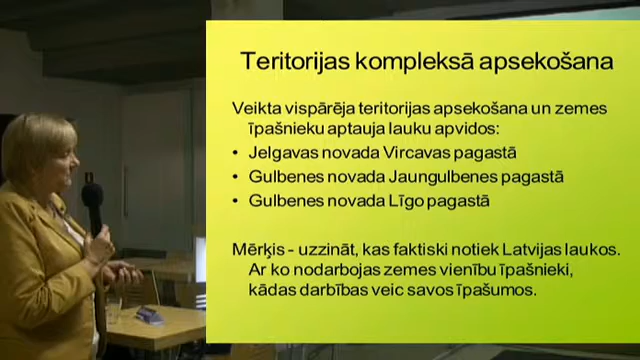 Teritorijas kompleksā apsekošana
Veikta vispārēja teritorijas apsekošana un zemes
īpašnieku aptauja lauku apvidos:
• Jelgavas novada Vircavas pagastā
• Gulbenes novada Jaungulbenes pagastā
• Gulbenes novada Līgo pagastā
Mērķis - uzzināt, kas faktiski notiek Latvijas laukos.
Ar ko nodarbojas zemes vienību īpašnieki,
kādas darbības veic savos īpašumos.